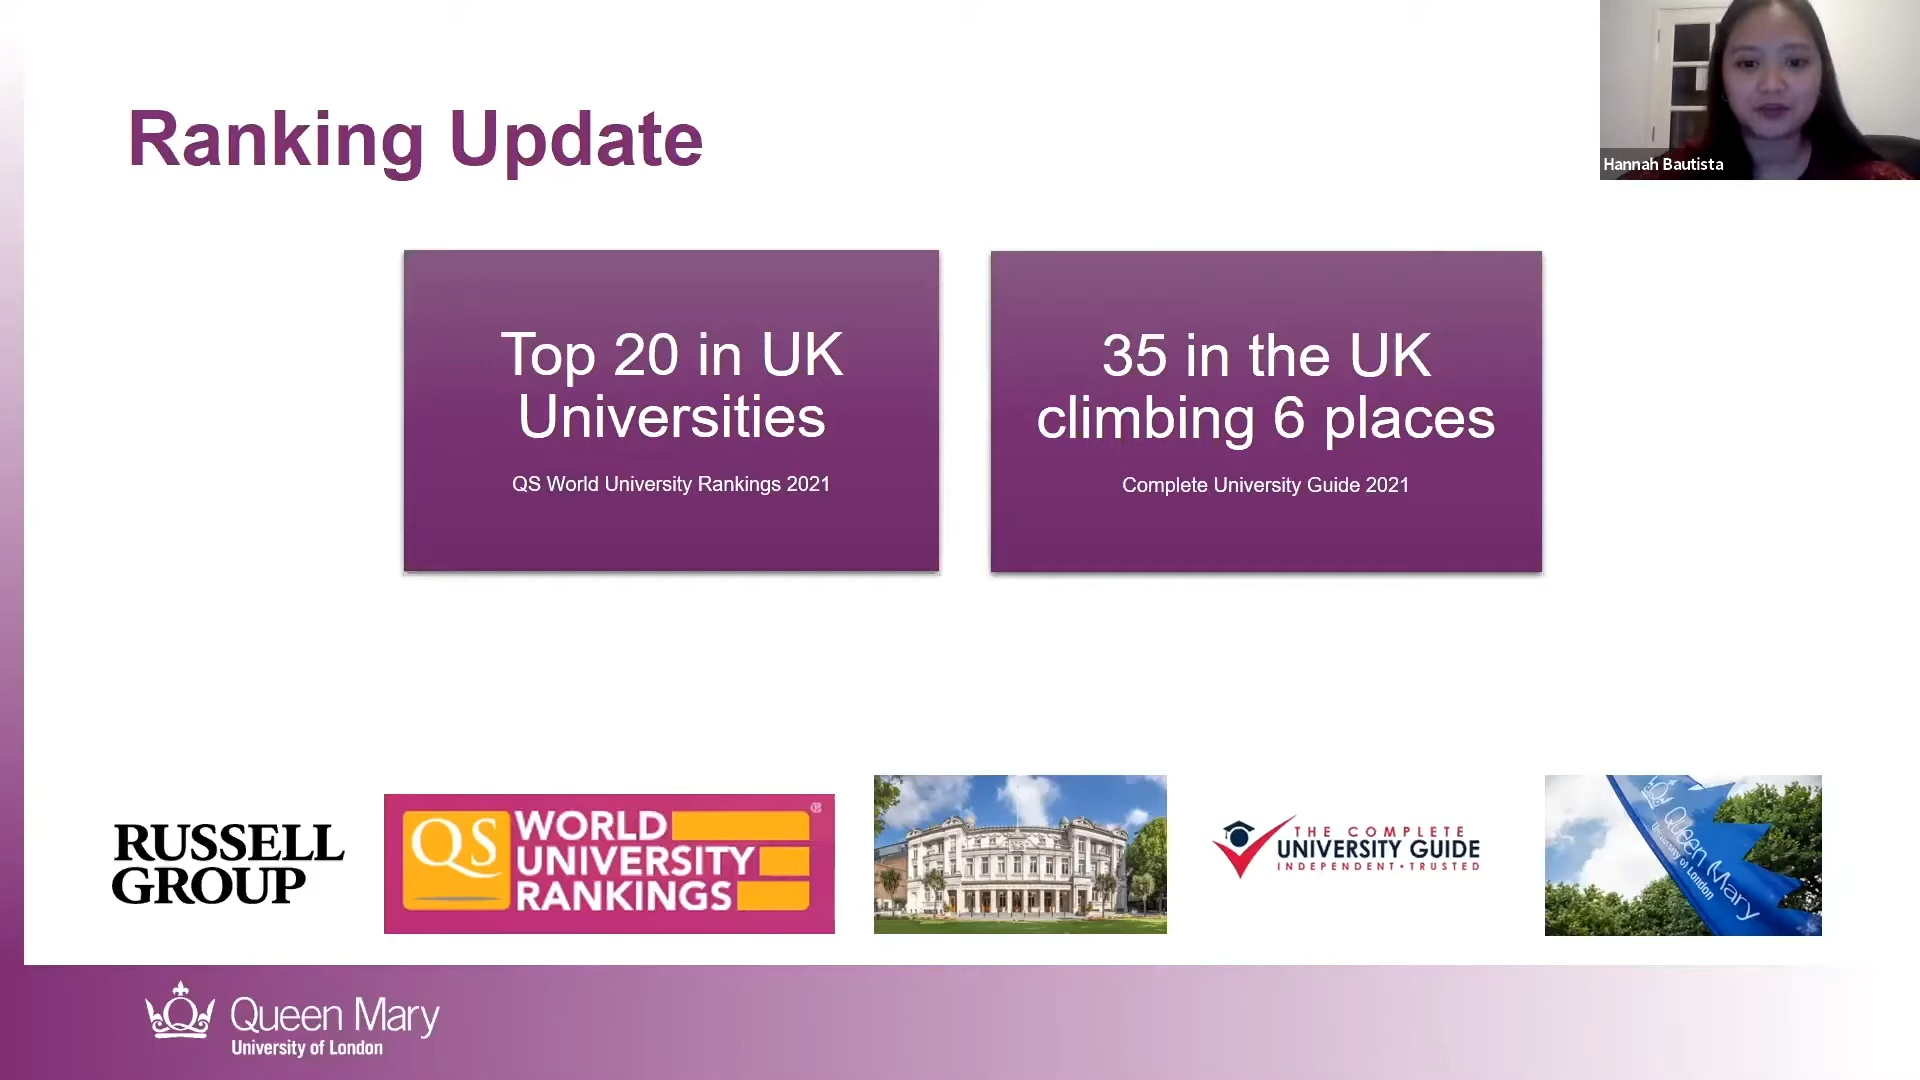 Ranking Update
Hannah Bautista
Top 20 in UK
Universities
QS World University Rankings 2021
35 in the UK
climbing 6 places
Complete University Guide 2021
RUSSELL
GROUP
QS
WORLD
UNIVERSITY
RANKINGS
®
THE COMPLETE
UNIVERSITY GUIDE
INDEPENDENT • TRUSTED
Queen Mary
University of London
Queen Mary
University of London